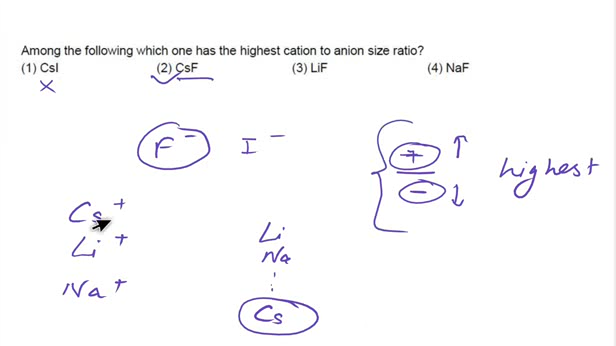 Among the following which one has the highest cation to anion size ratio?
(1) CsI (2) CsF (3) LiF (4) NaF
F⁻ I⁻
+
−
highest
Cs⁺
Li⁺
Na⁺
Li
Na
Cs